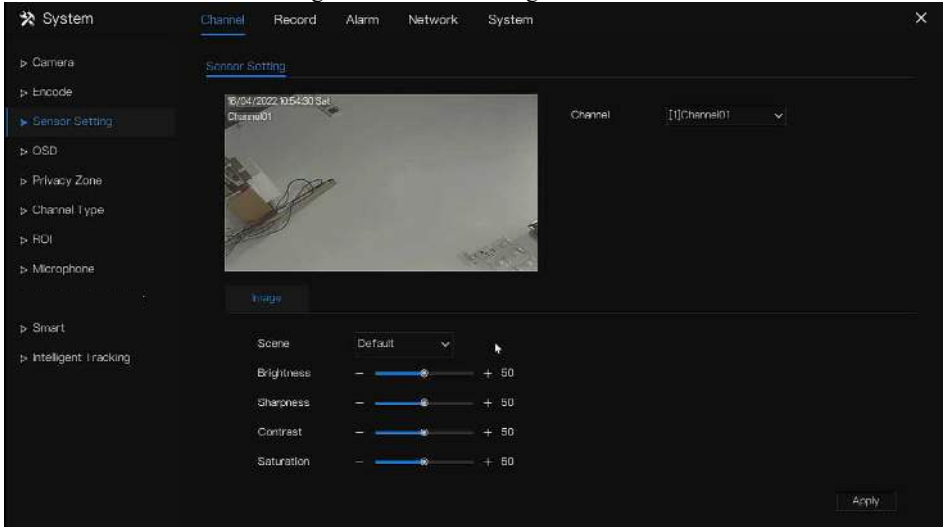 System
Channel Record Alarm Network System
Camera
Encode
Sensor Setting
OSD
Privacy Zone
Channel Type
ROI
Microphone
Smart
Intelligent Tracking
Sensor Setting
16/04/2022 10:54:30 Sat
Channel01
Channel [1]Channel01
Image
Scene Default
Brightness - + 50
Sharpness - + 50
Contrast - + 50
Saturation - + 50
Apply